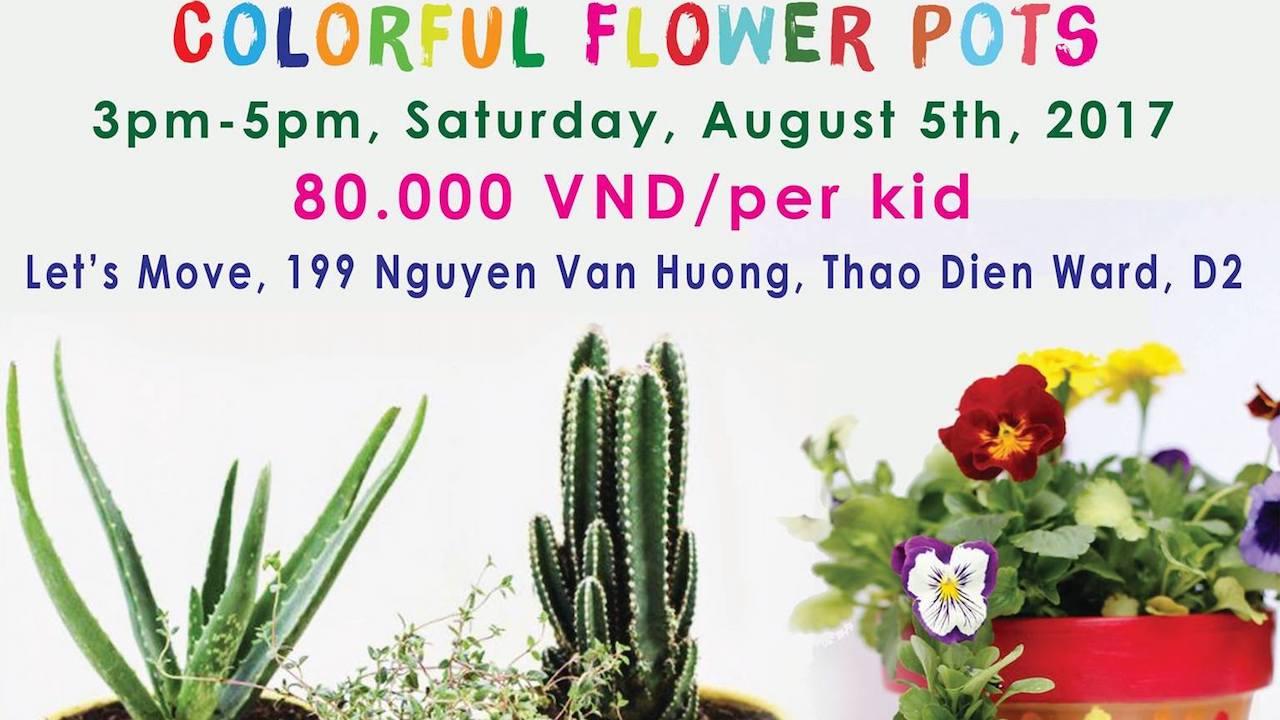 COLORFUL FLOWER POTS
3pm-5pm, Saturday, August 5th, 2017
80.000 VND/per kid
Let's Move, 199 Nguyen Van Huong, Thao Dien Ward, D2